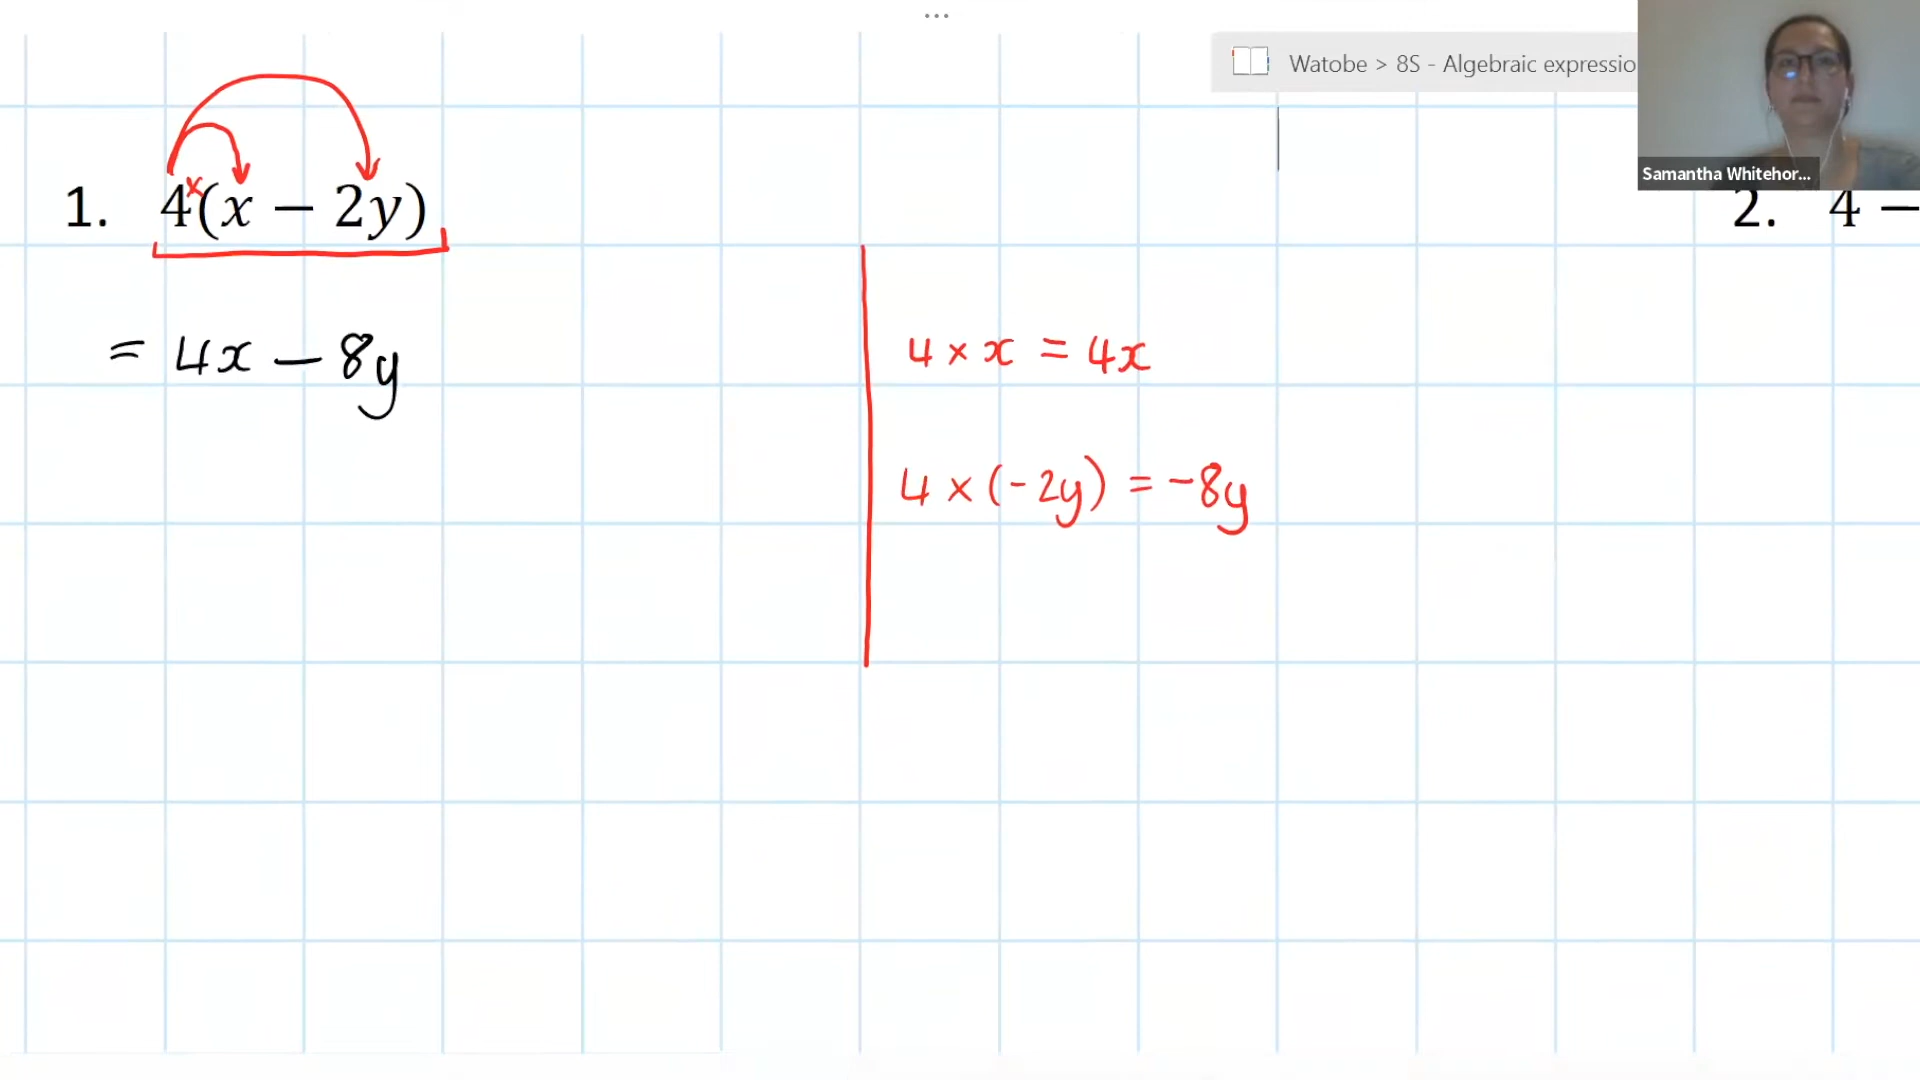 ...
Watobe > 8S - Algebraic expressio
Samantha Whitehor...
1. 4×(x − 2y)
2. 4 −
= 4x − 8y
4 × x = 4x
4 × (-2y) = -8y